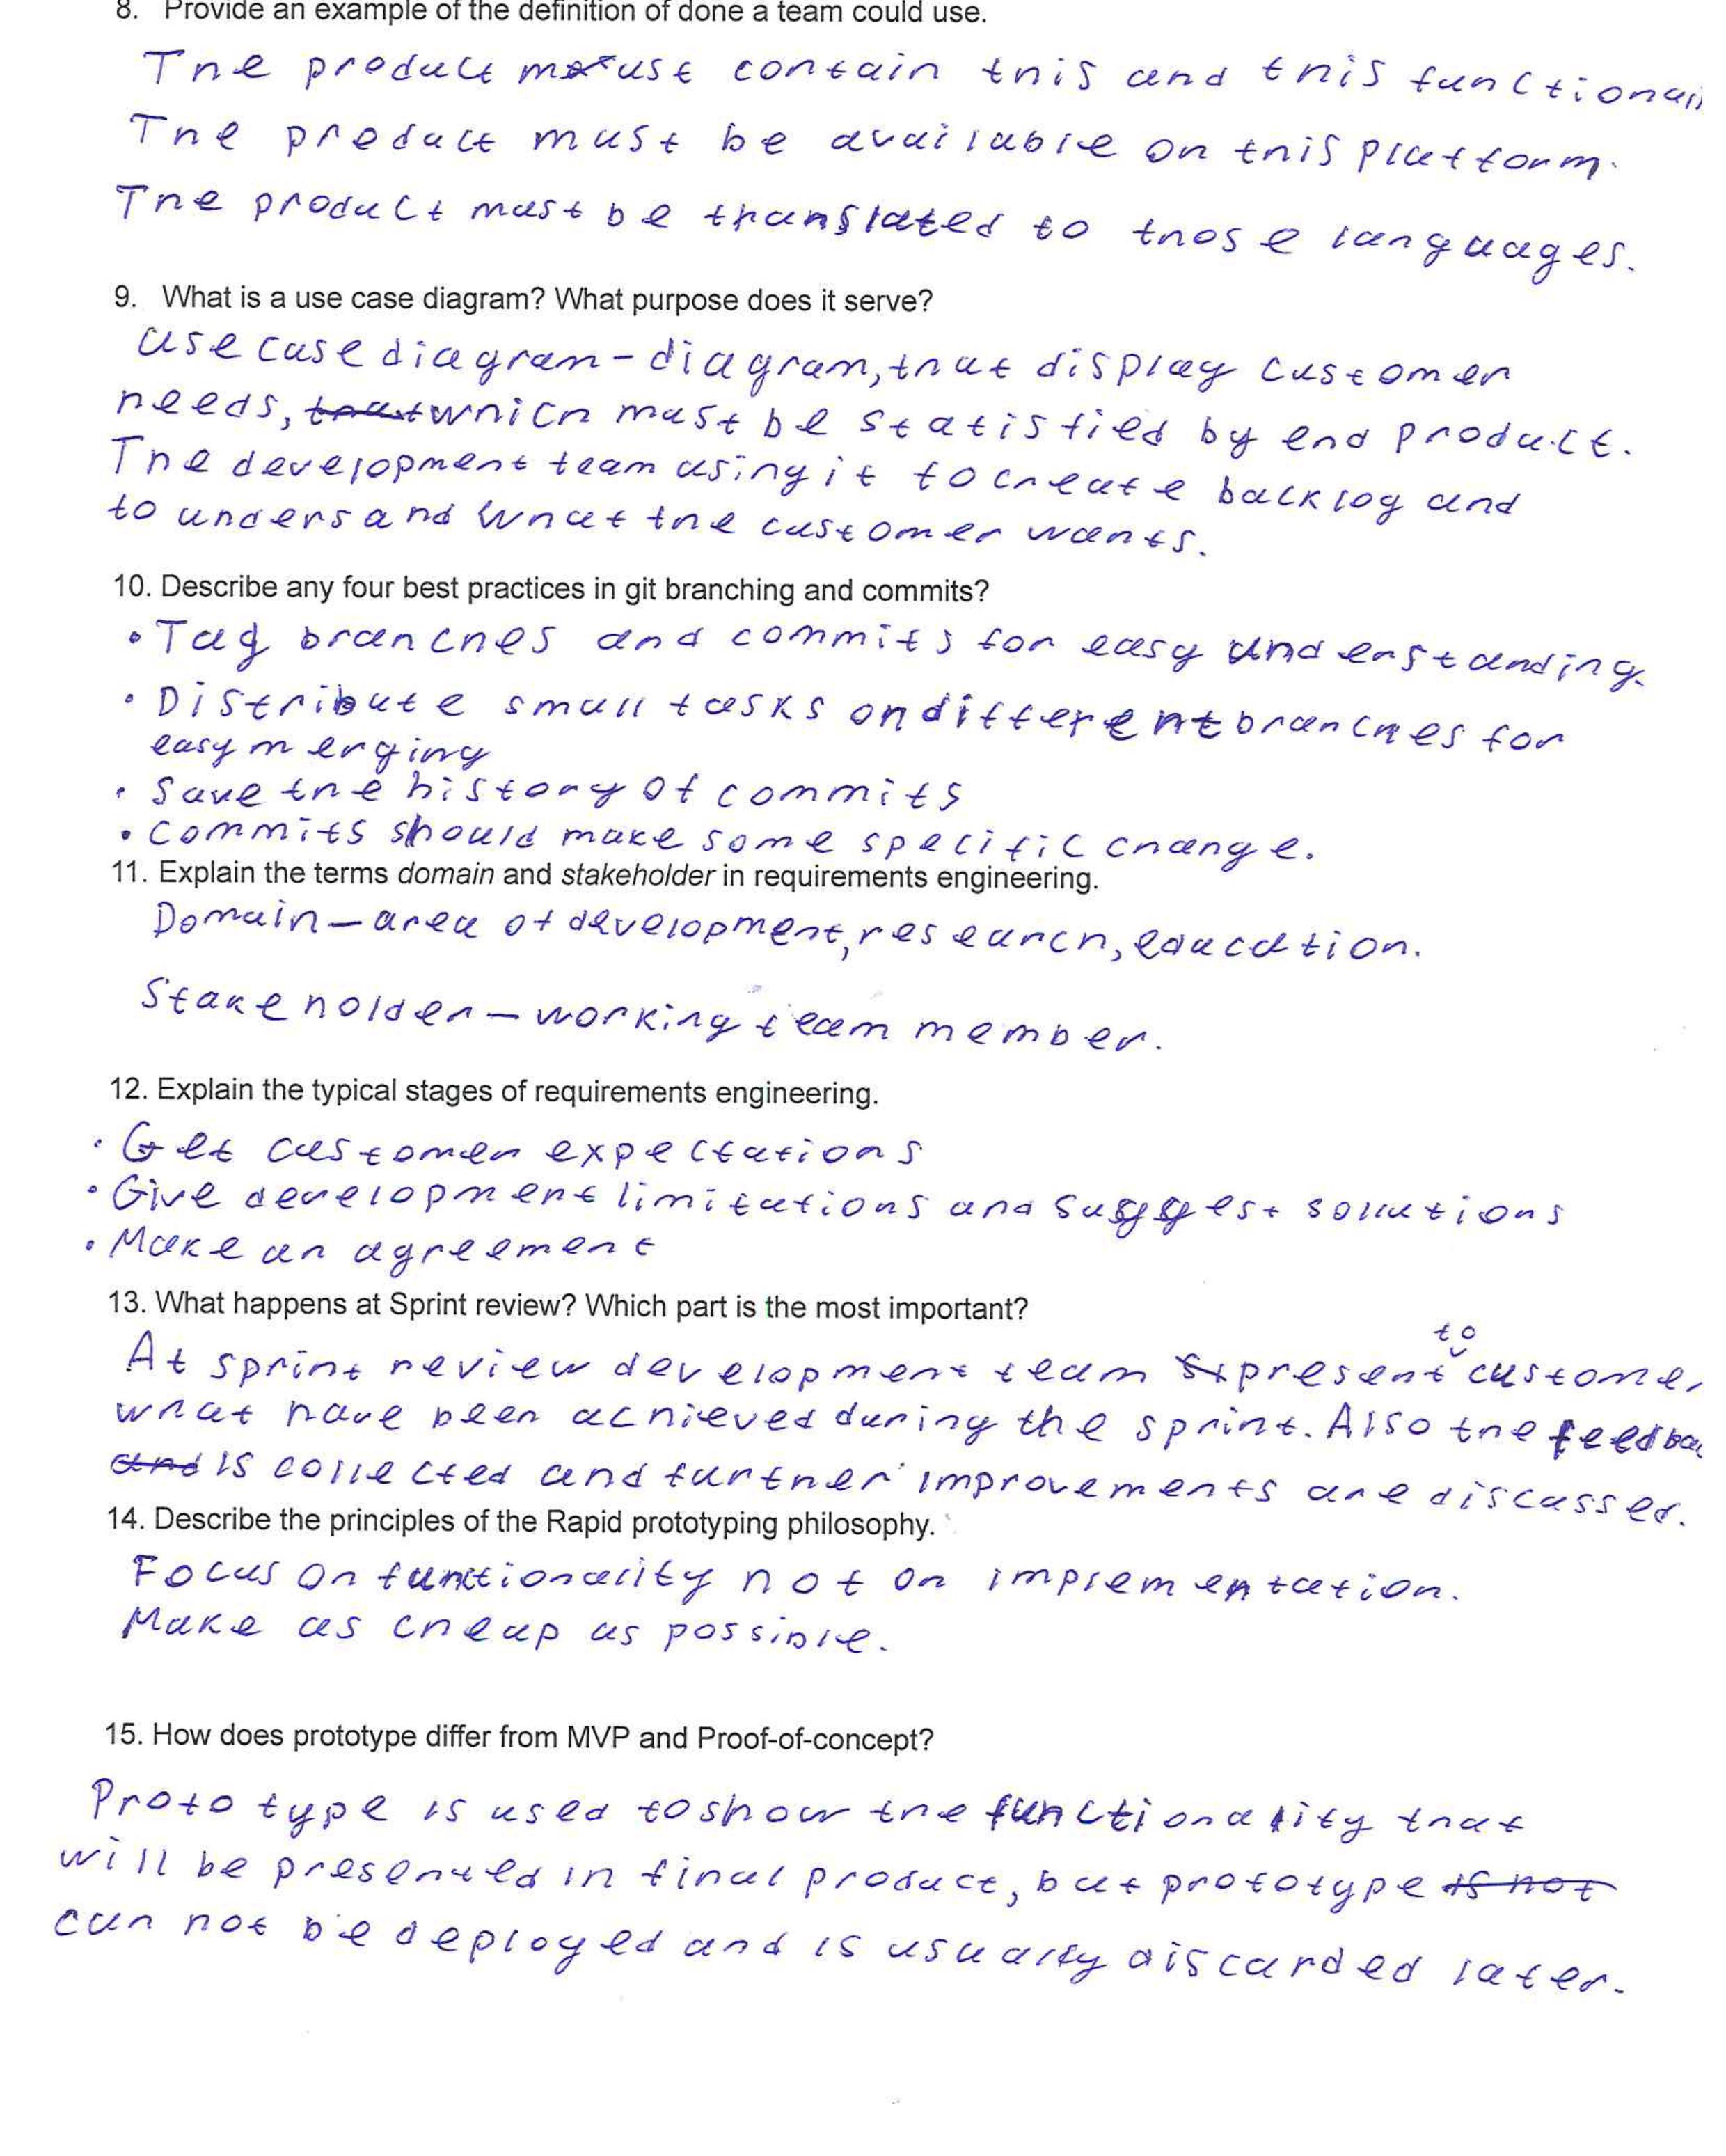 8. Provide an example of the definition of done a team could use.
The product must contain this and this functionali
The product must be available on this platform.
The product must be translated to those languages.
9. What is a use case diagram? What purpose does it serve?
Use case diagram - diagram, that display customer
needs, that which must be statisfied by end product.
The development team using it to create backlog and
to undersand what the customer wants.
10. Describe any four best practices in git branching and commits?
• Tag branches and commits for easy understanding.
• Distribute small tasks on different branches for
easy merging
• Save the history of commits
• Commits should make some specific change.
11. Explain the terms domain and stakeholder in requirements engineering.
Domain — area of development, research, education.
Stakeholder — working team member.
12. Explain the typical stages of requirements engineering.
• Get customer expectations
• Give development limitations and suggest solutions
• Make an agreement
13. What happens at Sprint review? Which part is the most important?
At sprint review development team present to custome
what have been achieved during the sprint. Also the feedba
and is collected and further improvements are discussed.
14. Describe the principles of the Rapid prototyping philosophy.
Focus on functionality not on implementation.
Make as cheap as possible.
15. How does prototype differ from MVP and Proof-of-concept?
Prototype is used to show the functionality that
will be presented in final product, but prototype is not
can not be deployed and is usually discarded later.